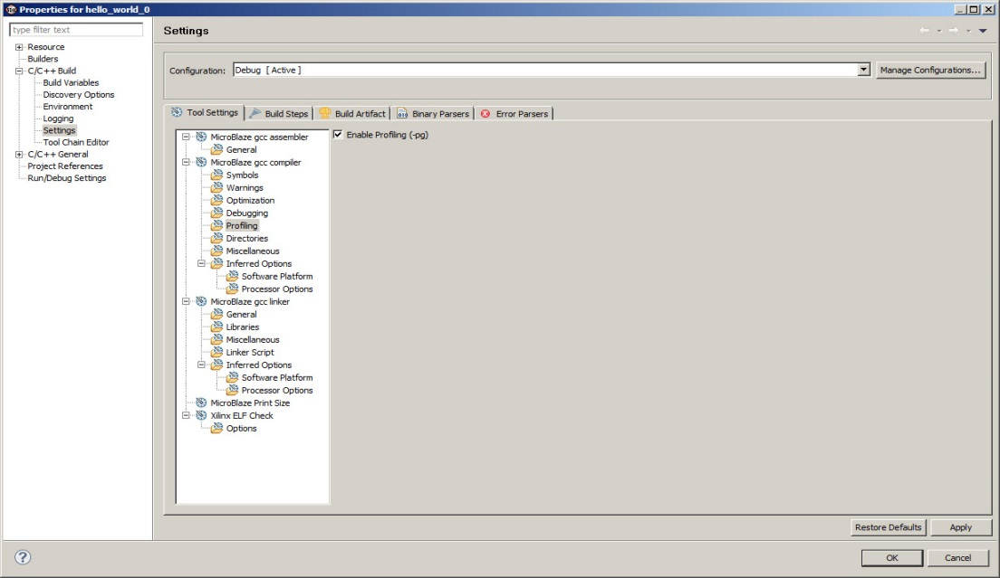 Properties for hello_world_0
type filter text
Resource
Builders
C/C++ Build
Build Variables
Discovery Options
Environment
Logging
Settings
Tool Chain Editor
C/C++ General
Project References
Run/Debug Settings
Settings
Configuration: Debug [ Active ] Manage Configurations...
Tool Settings Build Steps Build Artifact Binary Parsers Error Parsers
MicroBlaze gcc assembler
General
MicroBlaze gcc compiler
Symbols
Warnings
Optimization
Debugging
Profiling
Directories
Miscellaneous
Inferred Options
Software Platform
Processor Options
MicroBlaze gcc linker
General
Libraries
Miscellaneous
Linker Script
Inferred Options
Software Platform
Processor Options
MicroBlaze Print Size
Xilinx ELF Check
Options
Enable Profiling (-pg)
Restore Defaults Apply
OK Cancel